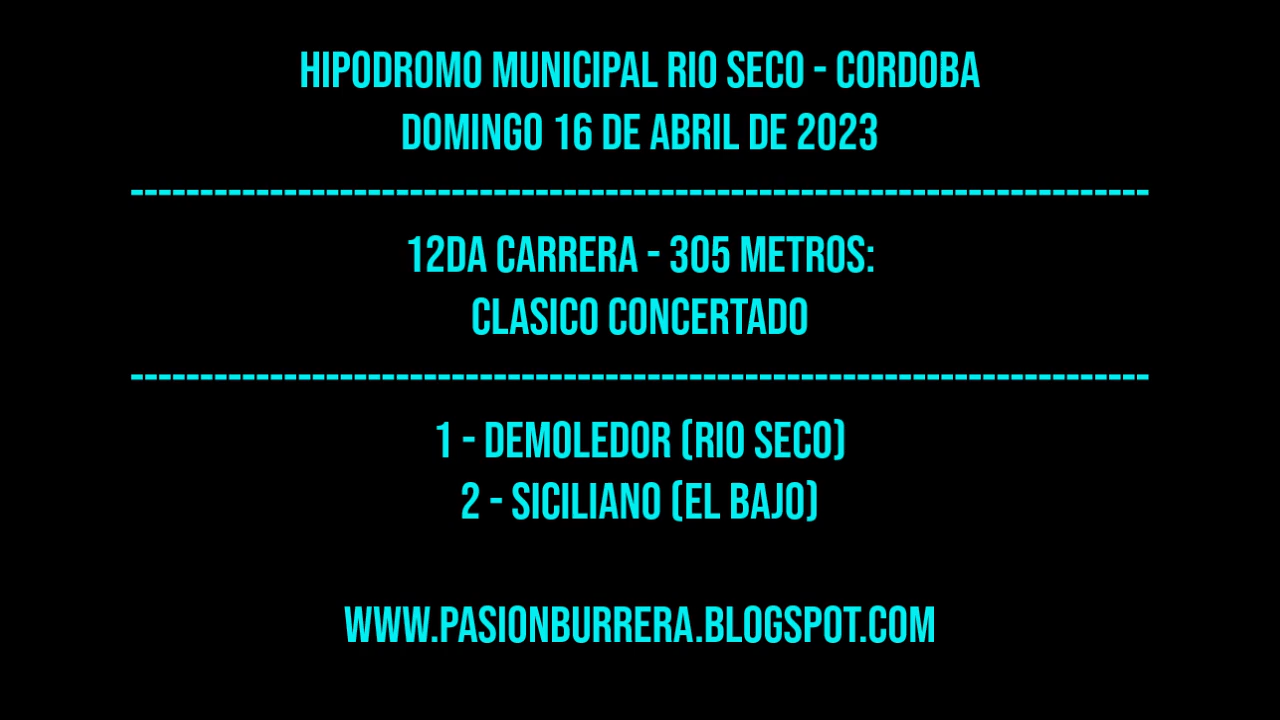 HIPODROMO MUNICIPAL RIO SECO - CORDOBA
DOMINGO 16 DE ABRIL DE 2023
-------------------------------------------------------------------------
12DA CARRERA - 305 METROS:
CLASICO CONCERTADO
-------------------------------------------------------------------------
1 - DEMOLEDOR (RIO SECO)
2 - SICILIANO (EL BAJO)
WWW.PASIONBURRERA.BLOGSPOT.COM